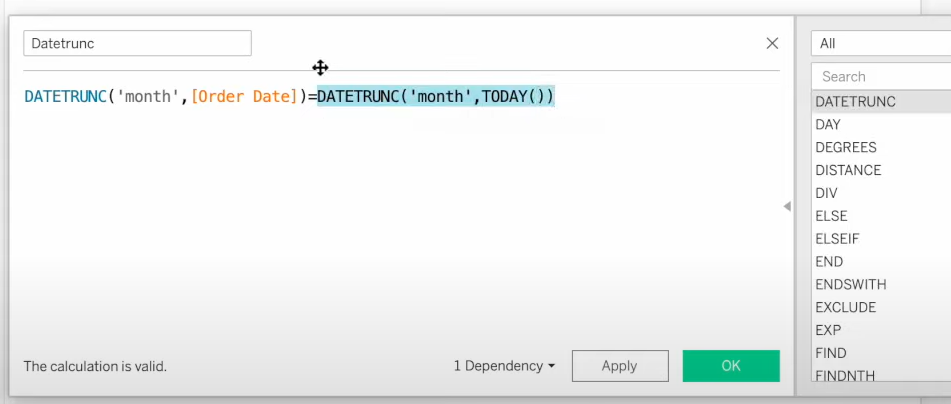 Datetrunc
All
Search
DATETRUNC('month',[Order Date])=DATETRUNC('month',TODAY())
DATETRUNC
DAY
DEGREES
DISTANCE
DIV
ELSE
ELSEIF
END
ENDSWITH
EXCLUDE
EXP
FIND
FINDNTH
The calculation is valid.
1 Dependency
Apply
OK